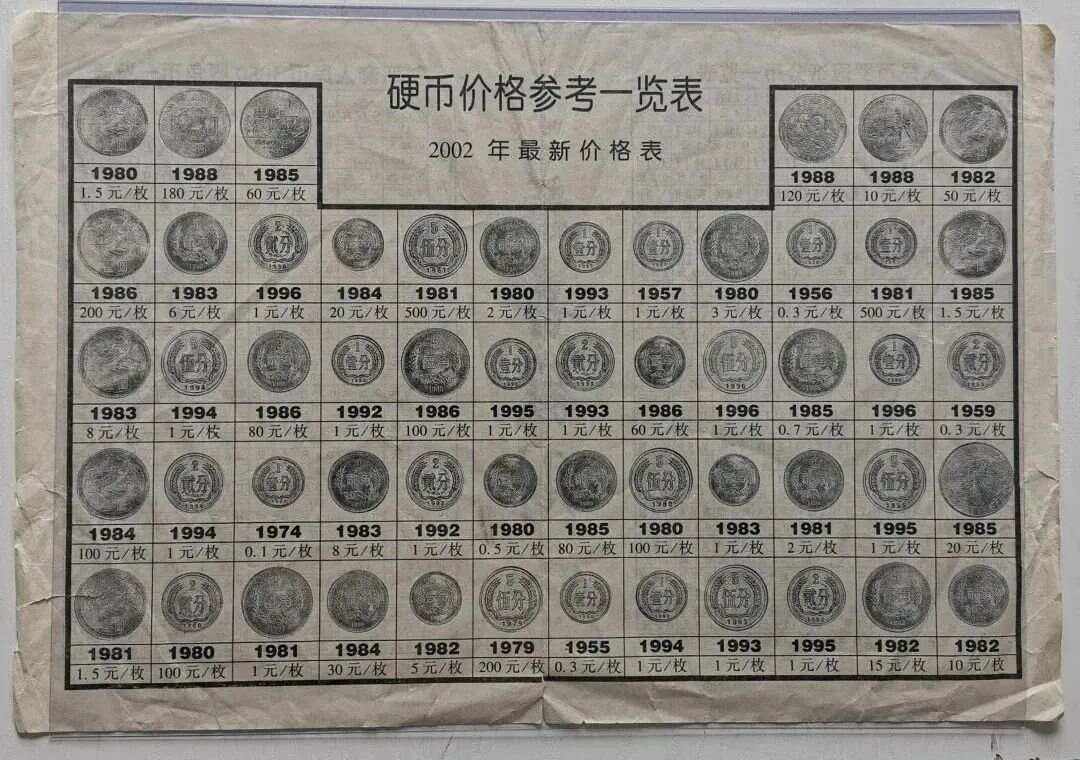 硬币价格参考一览表
2002 年最新价格表
1980 1988 1985 1988 1988 1982
1.5元/枚 180元/枚 60元/枚 120元/枚 10元/枚 50元/枚
1986 1983 1996 1984 1981 1980 1993 1957 1980 1956 1981 1985
200元/枚 6元/枚 1元/枚 20元/枚 500元/枚 2元/枚 1元/枚 1元/枚 3元/枚 0.3元/枚 500元/枚 1.5元/枚
1983 1994 1986 1992 1986 1995 1993 1986 1996 1985 1996 1959
8元/枚 1元/枚 80元/枚 1元/枚 100元/枚 1元/枚 1元/枚 60元/枚 1元/枚 0.7元/枚 1元/枚 0.3元/枚
1984 1994 1974 1983 1992 1980 1985 1980 1983 1981 1995 1985
100元/枚 1元/枚 0.1元/枚 8元/枚 1元/枚 0.5元/枚 80元/枚 100元/枚 1元/枚 2元/枚 1元/枚 20元/枚
1981 1980 1981 1984 1982 1979 1955 1994 1993 1995 1982 1982
1.5元/枚 100元/枚 1元/枚 30元/枚 5元/枚 200元/枚 0.3元/枚 1元/枚 1元/枚 1元/枚 15元/枚 10元/枚